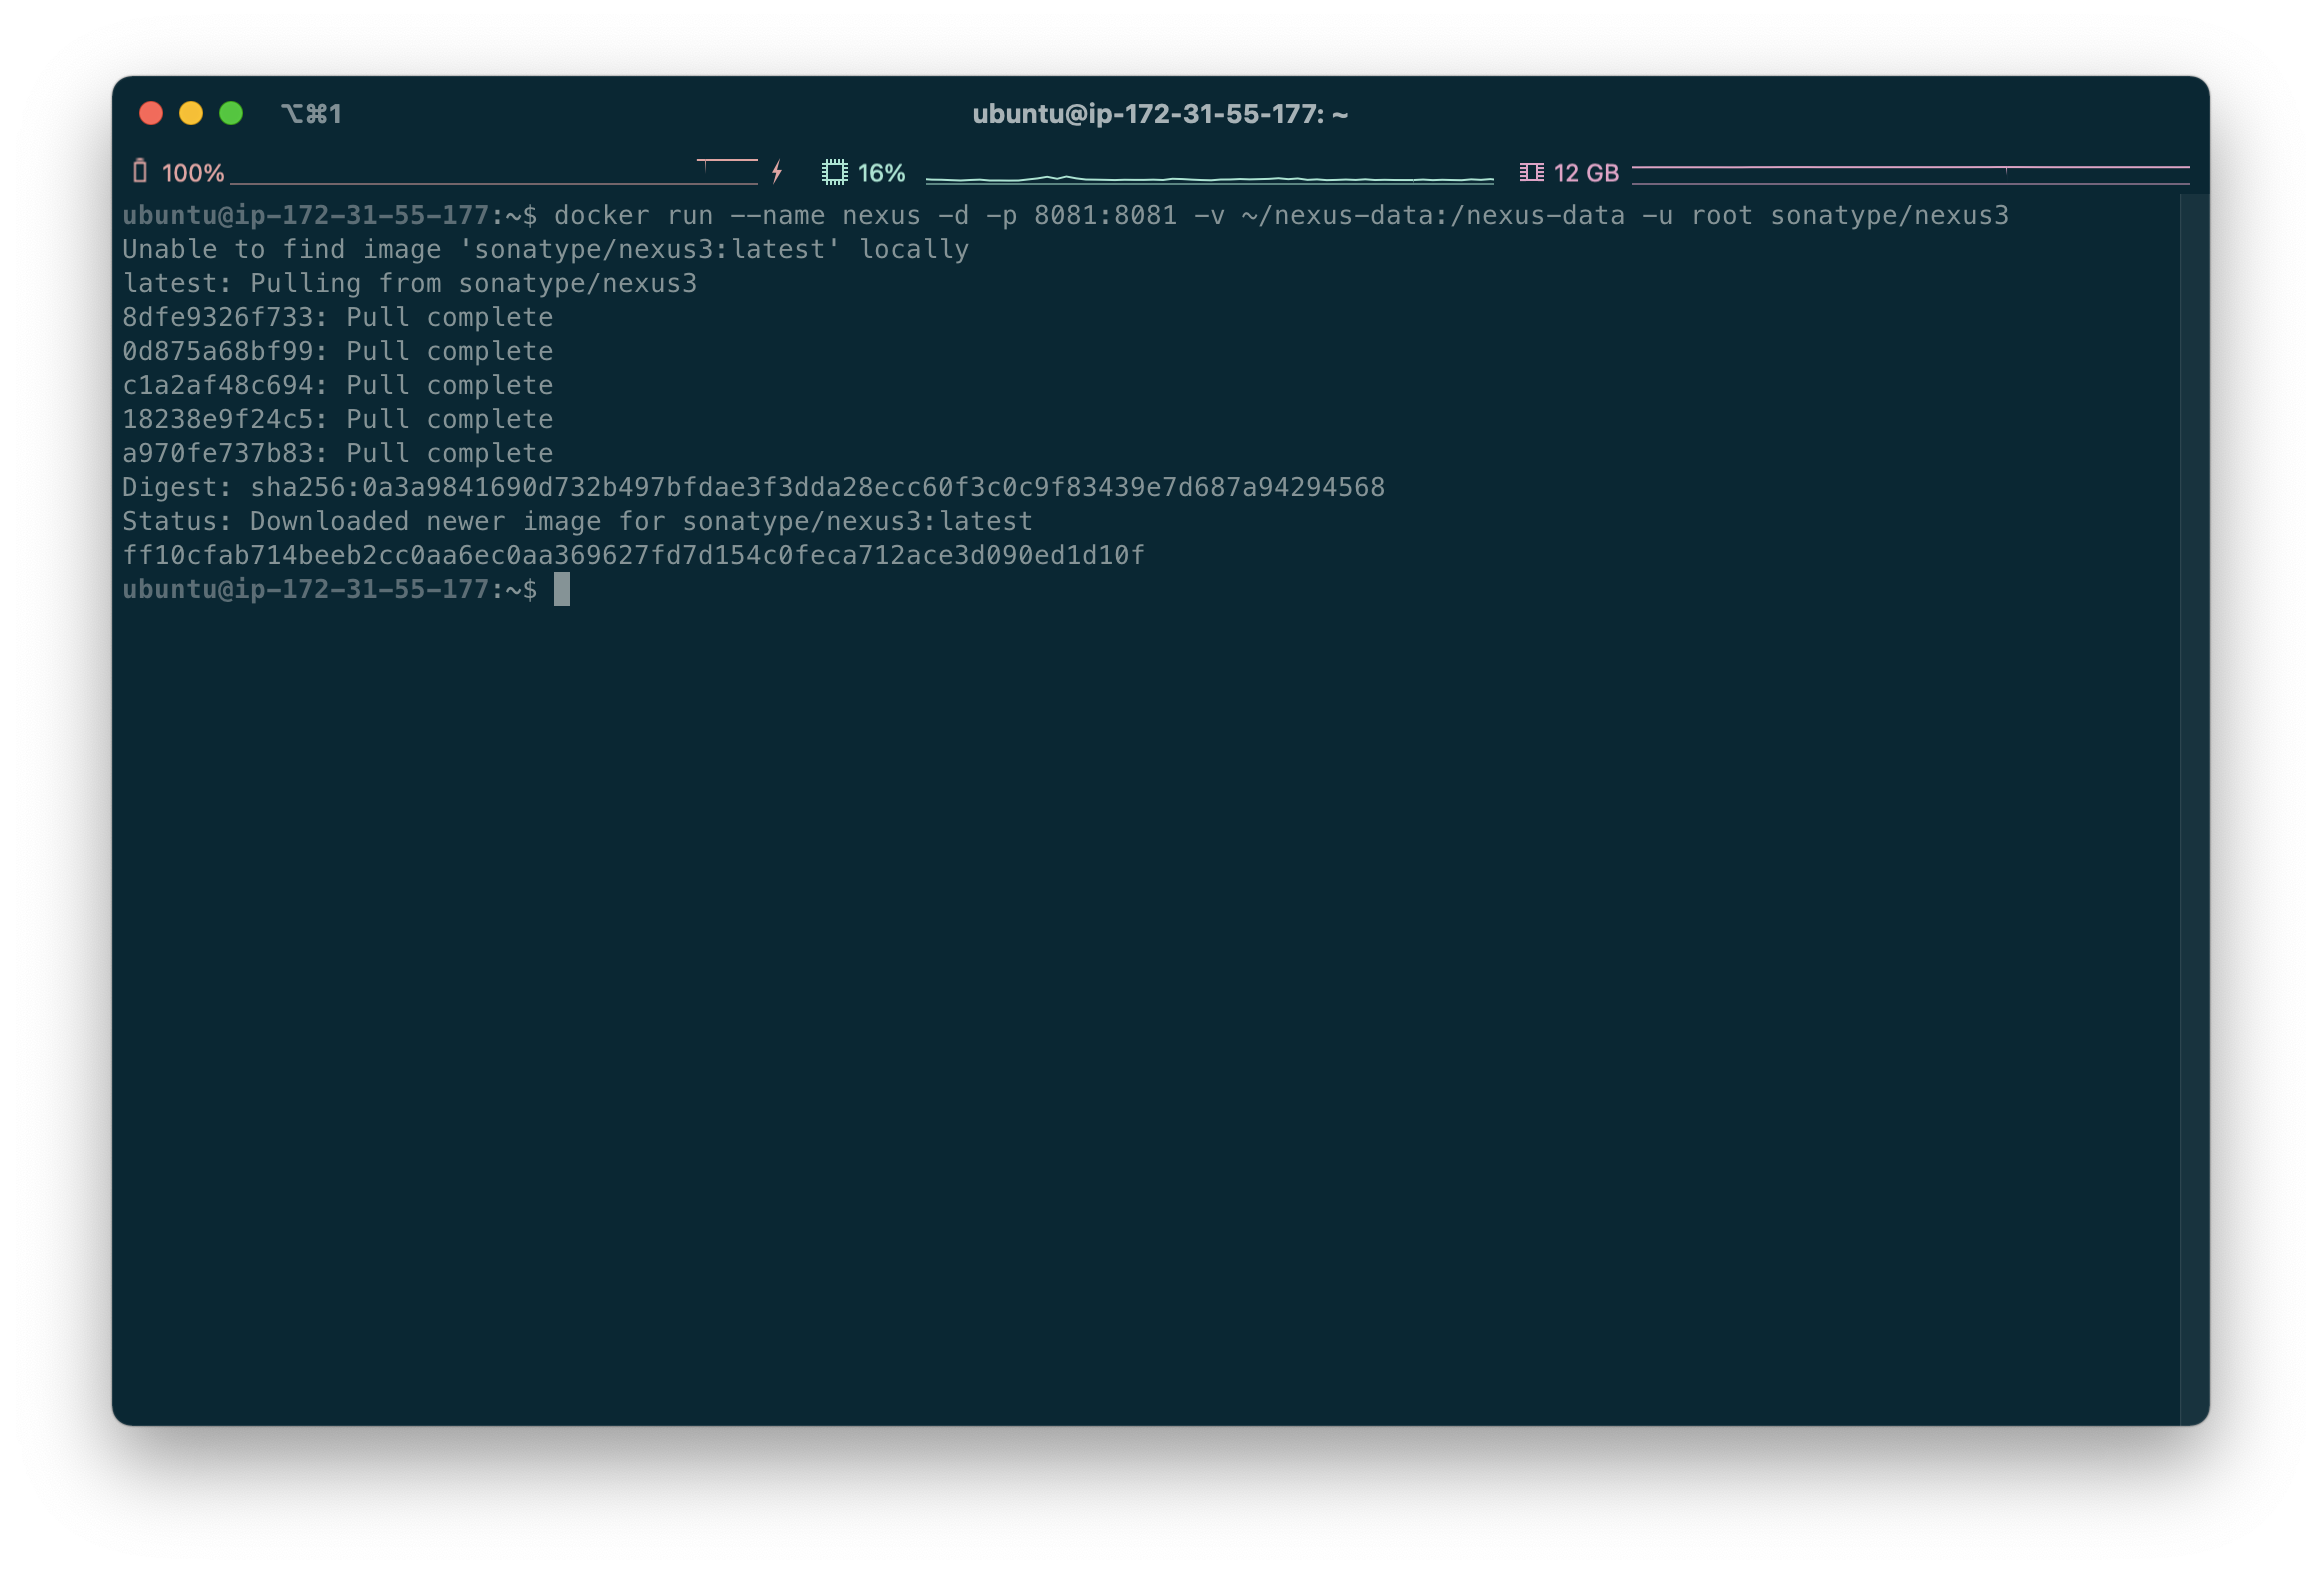 ⌥⌘1
ubuntu@ip-172-31-55-177: ~
100% 16% 12 GB
ubuntu@ip-172-31-55-177:~$ docker run --name nexus -d -p 8081:8081 -v ~/nexus-data:/nexus-data -u root sonatype/nexus3
Unable to find image 'sonatype/nexus3:latest' locally
latest: Pulling from sonatype/nexus3
8dfe9326f733: Pull complete
0d875a68bf99: Pull complete
c1a2af48c694: Pull complete
18238e9f24c5: Pull complete
a970fe737b83: Pull complete
Digest: sha256:0a3a9841690d732b497bfdae3f3dda28ecc60f3c0c9f83439e7d687a94294568
Status: Downloaded newer image for sonatype/nexus3:latest
ff10cfab714beeb2cc0aa6ec0aa369627fd7d154c0feca712ace3d090ed1d10f
ubuntu@ip-172-31-55-177:~$